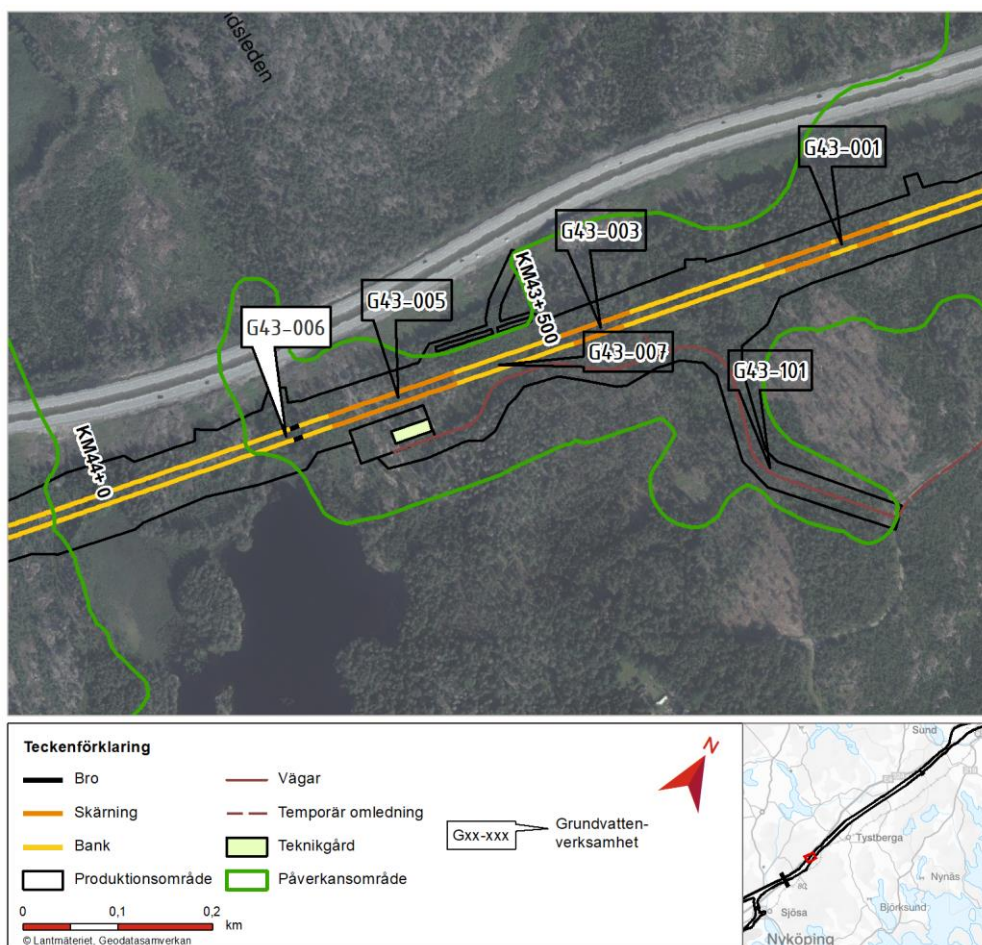 idsleden
G43-001
G43-003
KM43+500
G43-005
G43-006
G43-007
G43-101
KM44+0
Teckenförklaring
Bro
Skärning
Bank
Produktionsområde
Vägar
Temporär omledning
Teknikgård
Påverkansområde
Gxx-xxx
Grundvatten-
verksamhet
N
0
0,1
0,2
km
© Lantmäteriet, Geodatasamverkan
Sund
Tystberga
Nynäs
Björksund
Sjösa
Nyköping